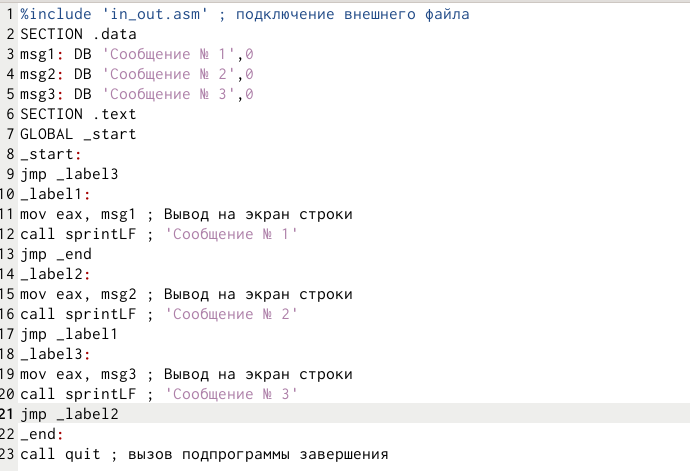 1 %include 'in_out.asm' ; подключение внешнего файла
2 SECTION .data
3 msg1: DB 'Сообщение № 1',0
4 msg2: DB 'Сообщение № 2',0
5 msg3: DB 'Сообщение № 3',0
6 SECTION .text
7 GLOBAL _start
8 _start:
9 jmp _label3
10 _label1:
11 mov eax, msg1 ; Вывод на экран строки
12 call sprintLF ; 'Сообщение № 1'
13 jmp _end
14 _label2:
15 mov eax, msg2 ; Вывод на экран строки
16 call sprintLF ; 'Сообщение № 2'
17 jmp _label1
18 _label3:
19 mov eax, msg3 ; Вывод на экран строки
20 call sprintLF ; 'Сообщение № 3'
21 jmp _label2
22 _end:
23 call quit ; вызов подпрограммы завершения